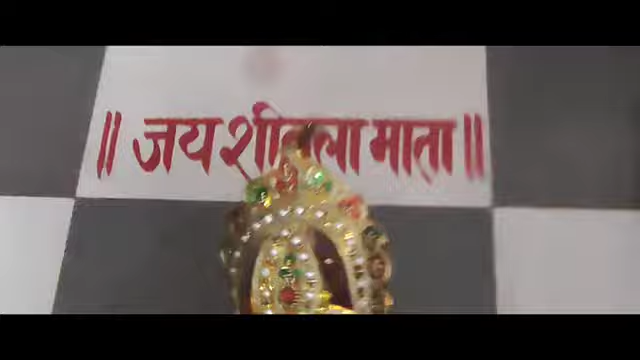 ॥ जय शीतला माता ॥